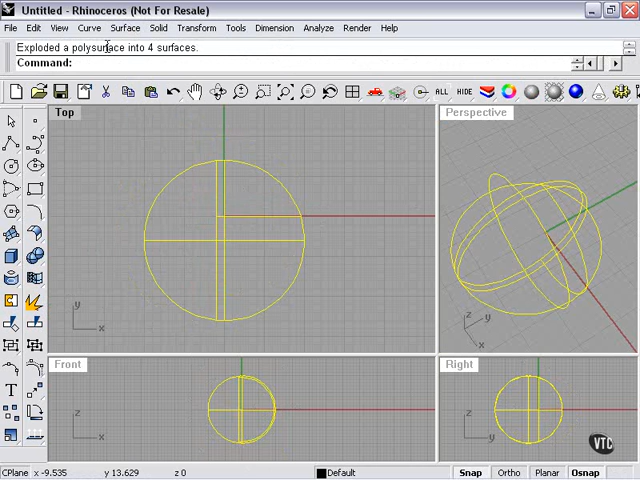 Untitled - Rhinoceros (Not For Resale)
File Edit View Curve Surface Solid Transform Tools Dimension Analyze Render Help
Exploded a polysurface into 4 surfaces.
Command:
ALL HIDE
Top
Perspective
y
x
z
y
x
Front
Right
z
x
z
y
T
VTC
CPlane x -9.535 y 13.629 z 0 Default Snap Ortho Planar Osnap